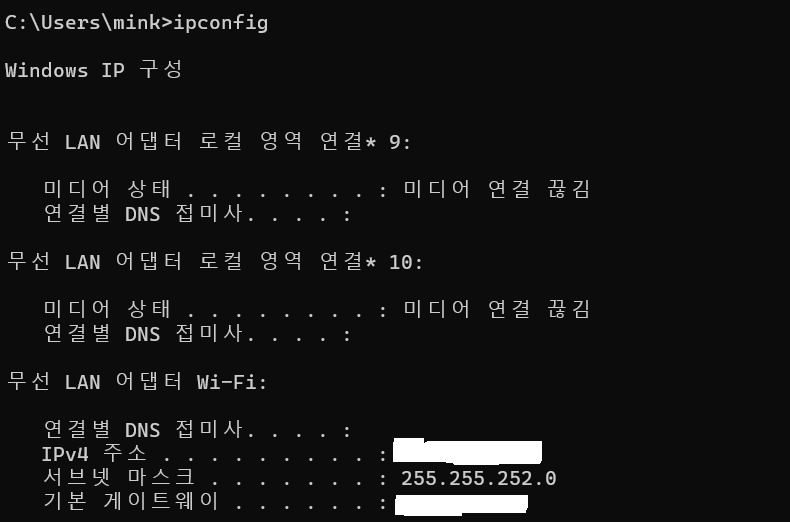 C:\Users\mink>ipconfig
Windows IP 구성
무선 LAN 어댑터 로컬 영역 연결* 9:
미디어 상태 . . . . . . . . : 미디어 연결 끊김
연결별 DNS 접미사. . . . :
무선 LAN 어댑터 로컬 영역 연결* 10:
미디어 상태 . . . . . . . . : 미디어 연결 끊김
연결별 DNS 접미사. . . . :
무선 LAN 어댑터 Wi-Fi:
연결별 DNS 접미사. . . . :
IPv4 주소 . . . . . . . . . :
서브넷 마스크 . . . . . . . : 255.255.252.0
기본 게이트웨이 . . . . . . :